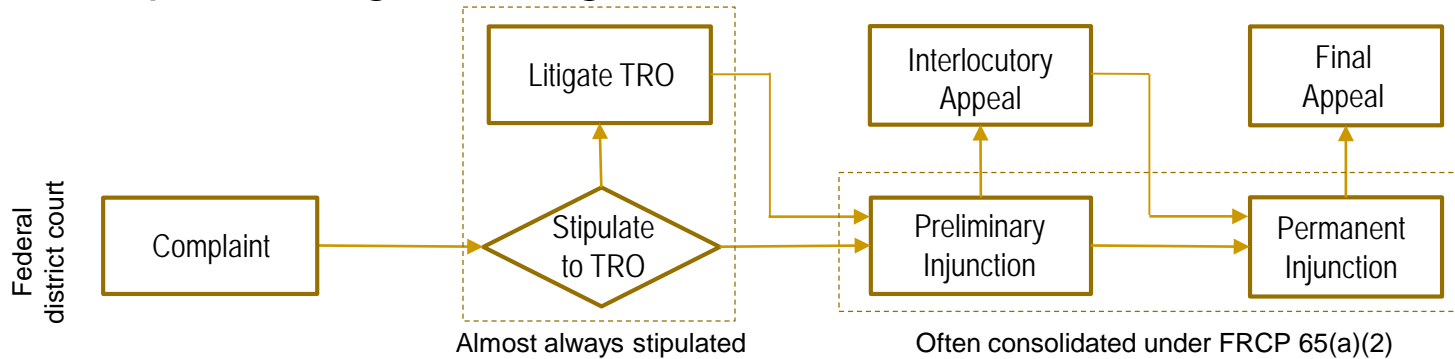 Litigate TRO
Interlocutory
Appeal
Final
Appeal
Federal
district court
Complaint
Stipulate
to TRO
Preliminary
Injunction
Permanent
Injunction
Almost always stipulated
Often consolidated under FRCP 65(a)(2)